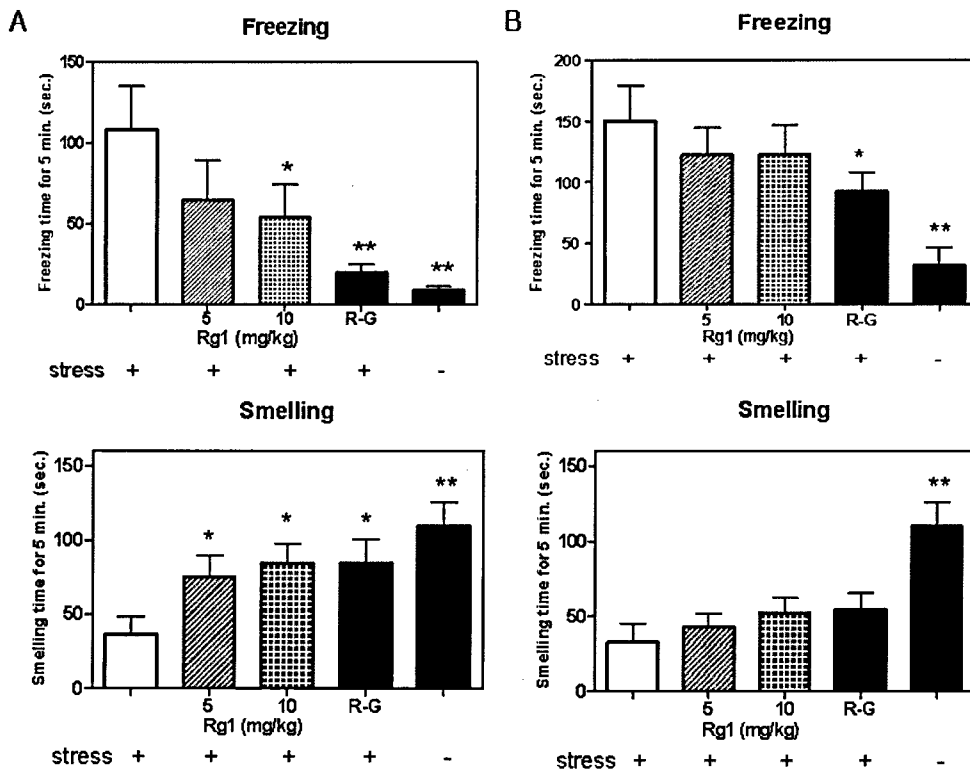 A
Freezing
Freezing time for 5 min. (sec.)
150
100
50
0
*
**
**
5 10 R-G
Rg1 (mg/kg)
stress + + + + -
Smelling
Smelling time for 5 min. (sec.)
150
100
50
0
*
*
*
**
5 10 R-G
Rg1 (mg/kg)
stress + + + + -
B
Freezing
Freezing time for 5 min. (sec.)
200
150
100
50
0
*
**
5 10 R-G
Rg1 (mg/kg)
stress + + + + -
Smelling
Smelling time for 5 min. (sec.)
150
100
50
0
**
5 10 R-G
Rg1 (mg/kg)
stress + + + + -